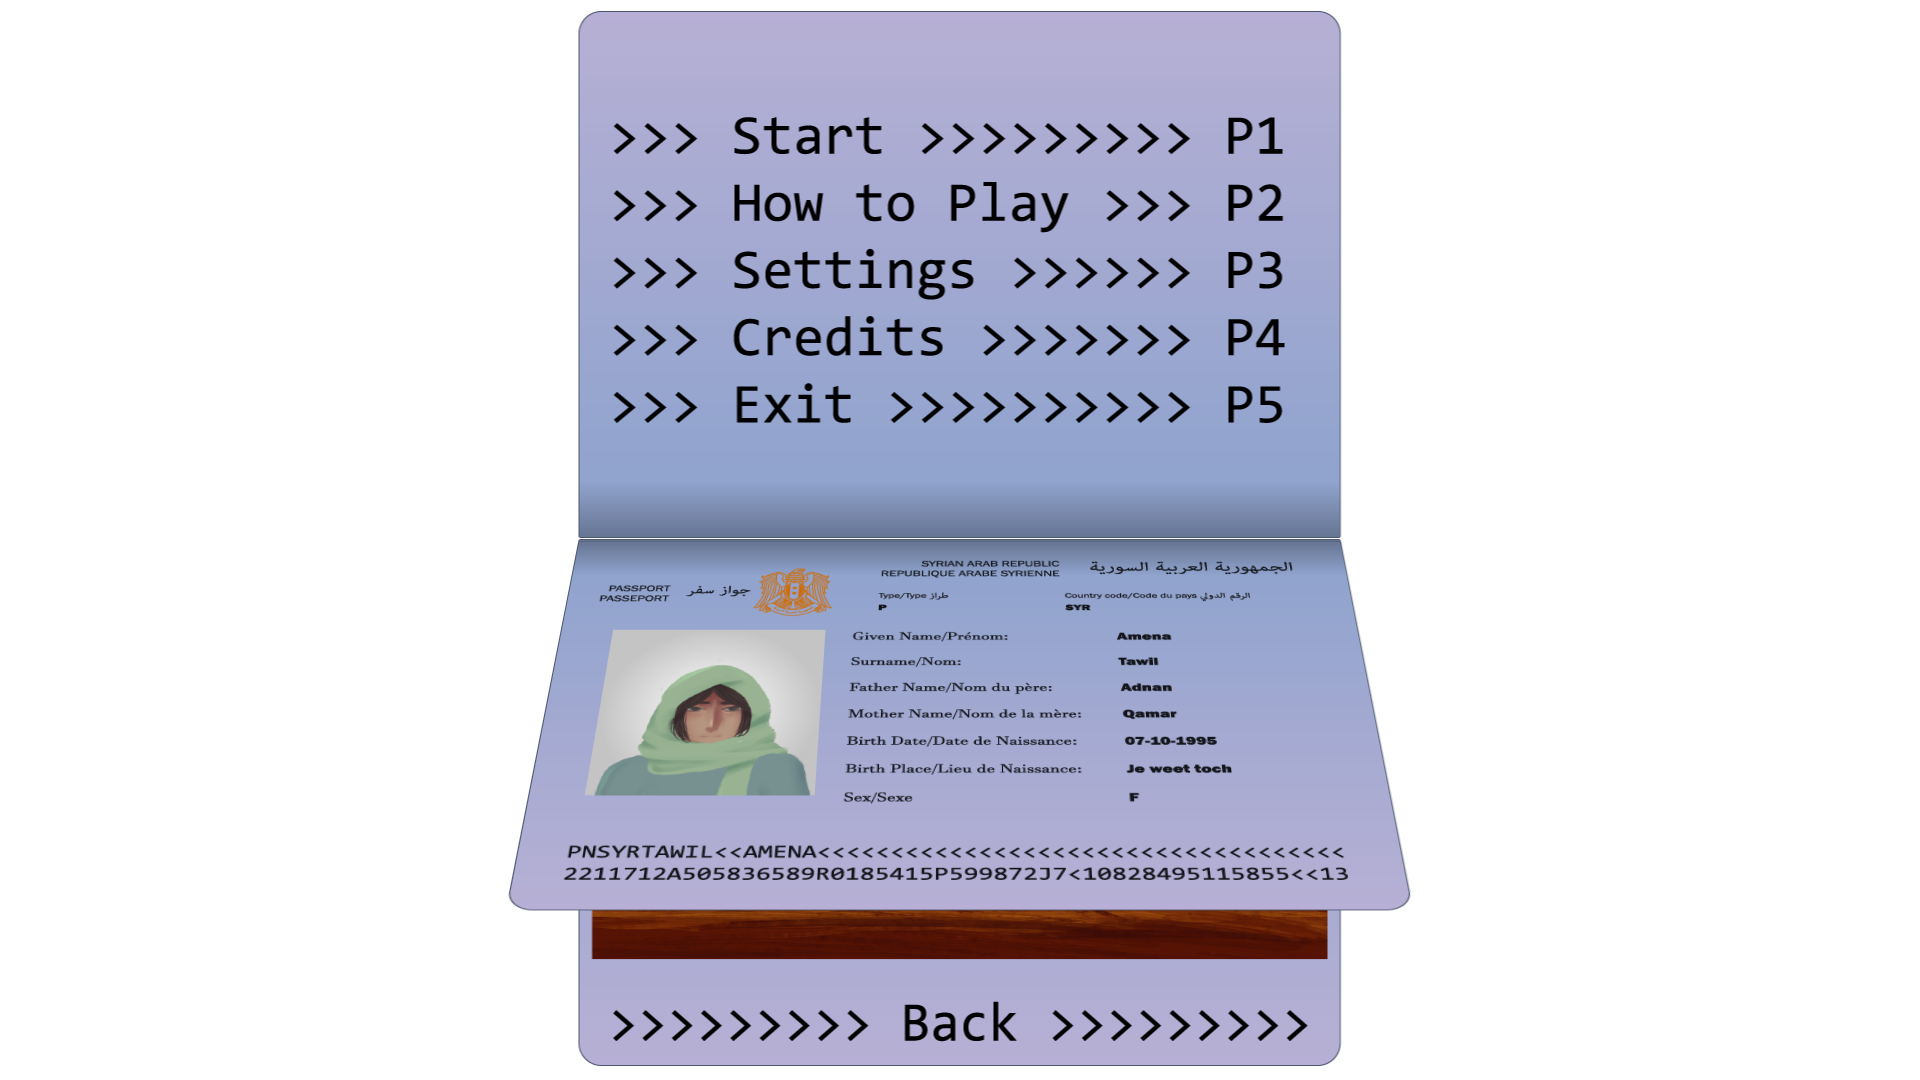 >>> Start >>>>>>>>> P1
>>> How to Play >>> P2
>>> Settings >>>>>> P3
>>> Credits >>>>>>> P4
>>> Exit >>>>>>>>>> P5
SYRIAN ARAB REPUBLIC
REPUBLIQUE ARABE SYRIENNE
الجمهورية العربية السورية
PASSPORT
PASSEPORT
جواز سفر
Type/Type طراز
P
Country code/Code du pays الرقم الدولي
SYR
Given Name/Prénom: Amena
Surname/Nom: Tawil
Father Name/Nom du père: Adnan
Mother Name/Nom de la mère: Qamar
Birth Date/Date de Naissance: 07-10-1995
Birth Place/Lieu de Naissance: Je weet toch
Sex/Sexe F
PNSYRTAWIL<<AMENA<<<<<<<<<<<<<<<<<<<<<<<<<<<<<<<<<<<<
2211712A505836589R0185415P599872J7<10828495115855<<13
>>>>>>>>> Back >>>>>>>>>